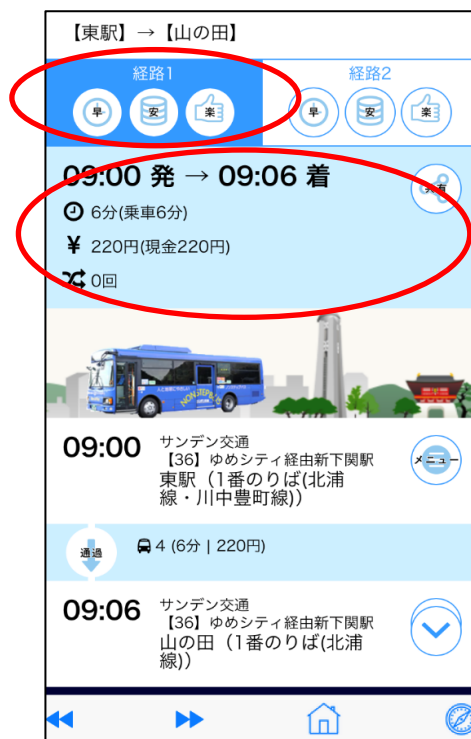 【東駅】→【山の田】
経路1
経路2
早 安 楽
早 安 楽
09:00 発 → 09:06 着
共有
6分(乗車6分)
¥ 220円(現金220円)
0回
NONSTEP
09:00
サンデン交通
【36】ゆめシティ経由新下関駅
東駅（1番のりば(北浦
線・川中豊町線))
メニュー
通過
4 (6分 | 220円)
09:06
サンデン交通
【36】ゆめシティ経由新下関駅
山の田（1番のりば(北浦
線))